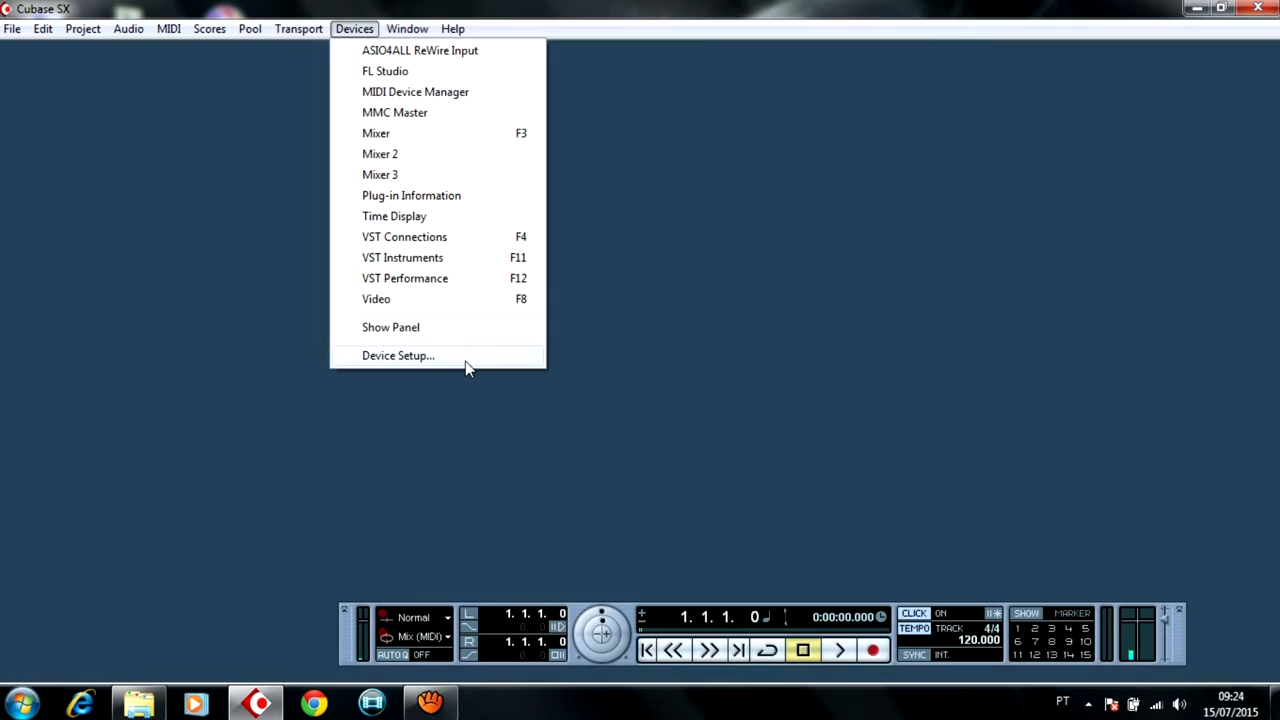 Cubase SX
File Edit Project Audio MIDI Scores Pool Transport Devices Window Help
ASIO4ALL ReWire Input
FL Studio
MIDI Device Manager
MMC Master
Mixer F3
Mixer 2
Mixer 3
Plug-in Information
Time Display
VST Connections F4
VST Instruments F11
VST Performance F12
Video F8
Show Panel
Device Setup...
Normal L 1. 1. 1. 0 1. 1. 1. 0 0:00:00.000 CLICK ON SHOW MARKER
Mix (MIDI) R 1. 1. 1. 0 TEMPO TRACK 4/4 1 2 3 4 5
120.000 6 7 8 9 10
AUTO Q OFF SYNC INT. 11 12 13 14 15
PT 09:24
15/07/2015